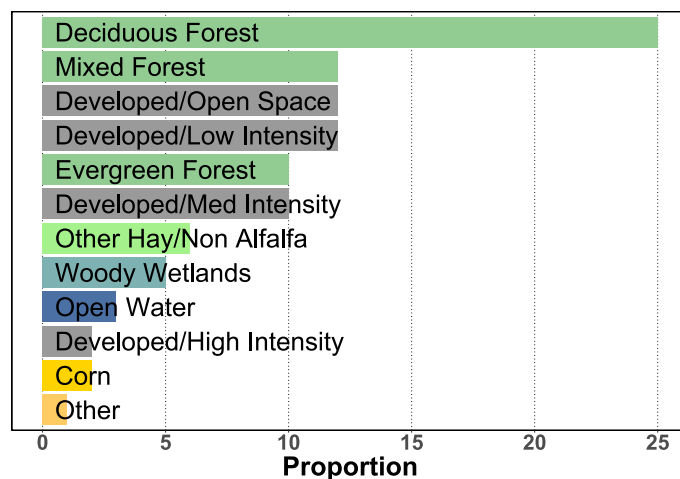 Deciduous Forest
Mixed Forest
Developed/Open Space
Developed/Low Intensity
Evergreen Forest
Developed/Med Intensity
Other Hay/Non Alfalfa
Woody Wetlands
Open Water
Developed/High Intensity
Corn
Other
0 5 10 15 20 25
Proportion